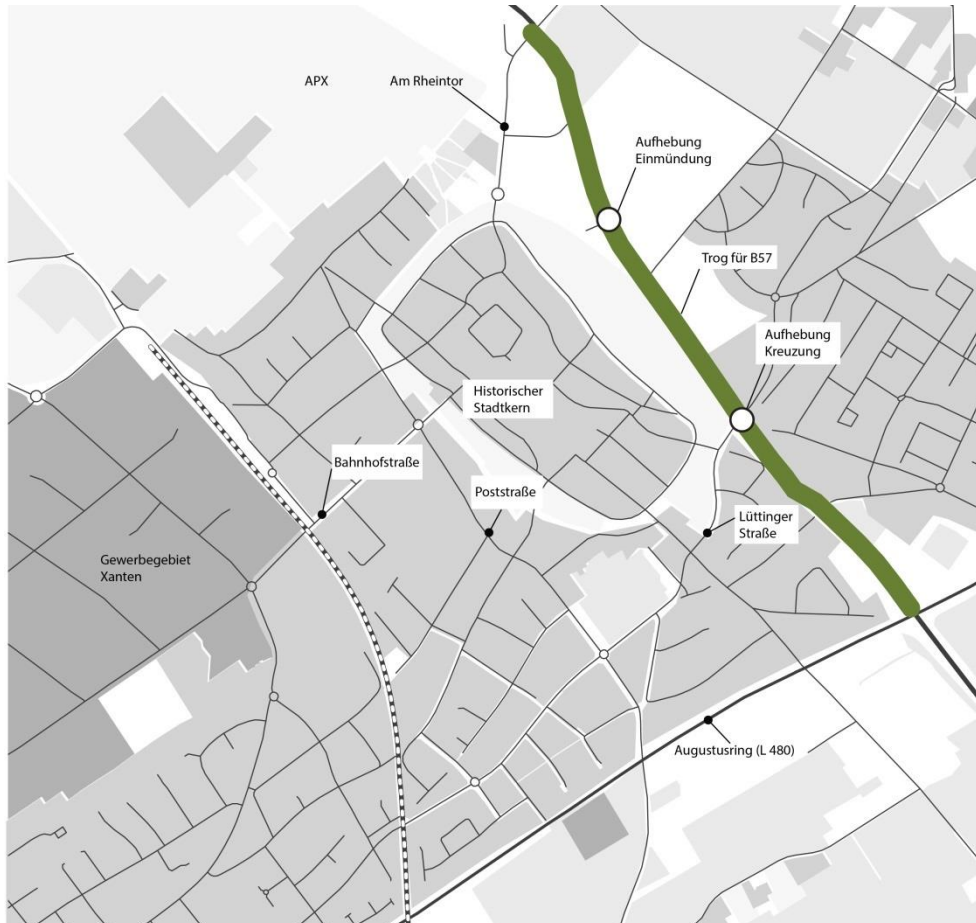 APX
Am Rheintor
Aufhebung
Einmündung
Trog für B57
Aufhebung
Kreuzung
Historischer
Stadtkern
Bahnhofstraße
Poststraße
Lüttinger
Straße
Gewerbegebiet
Xanten
Augustusring (L 480)